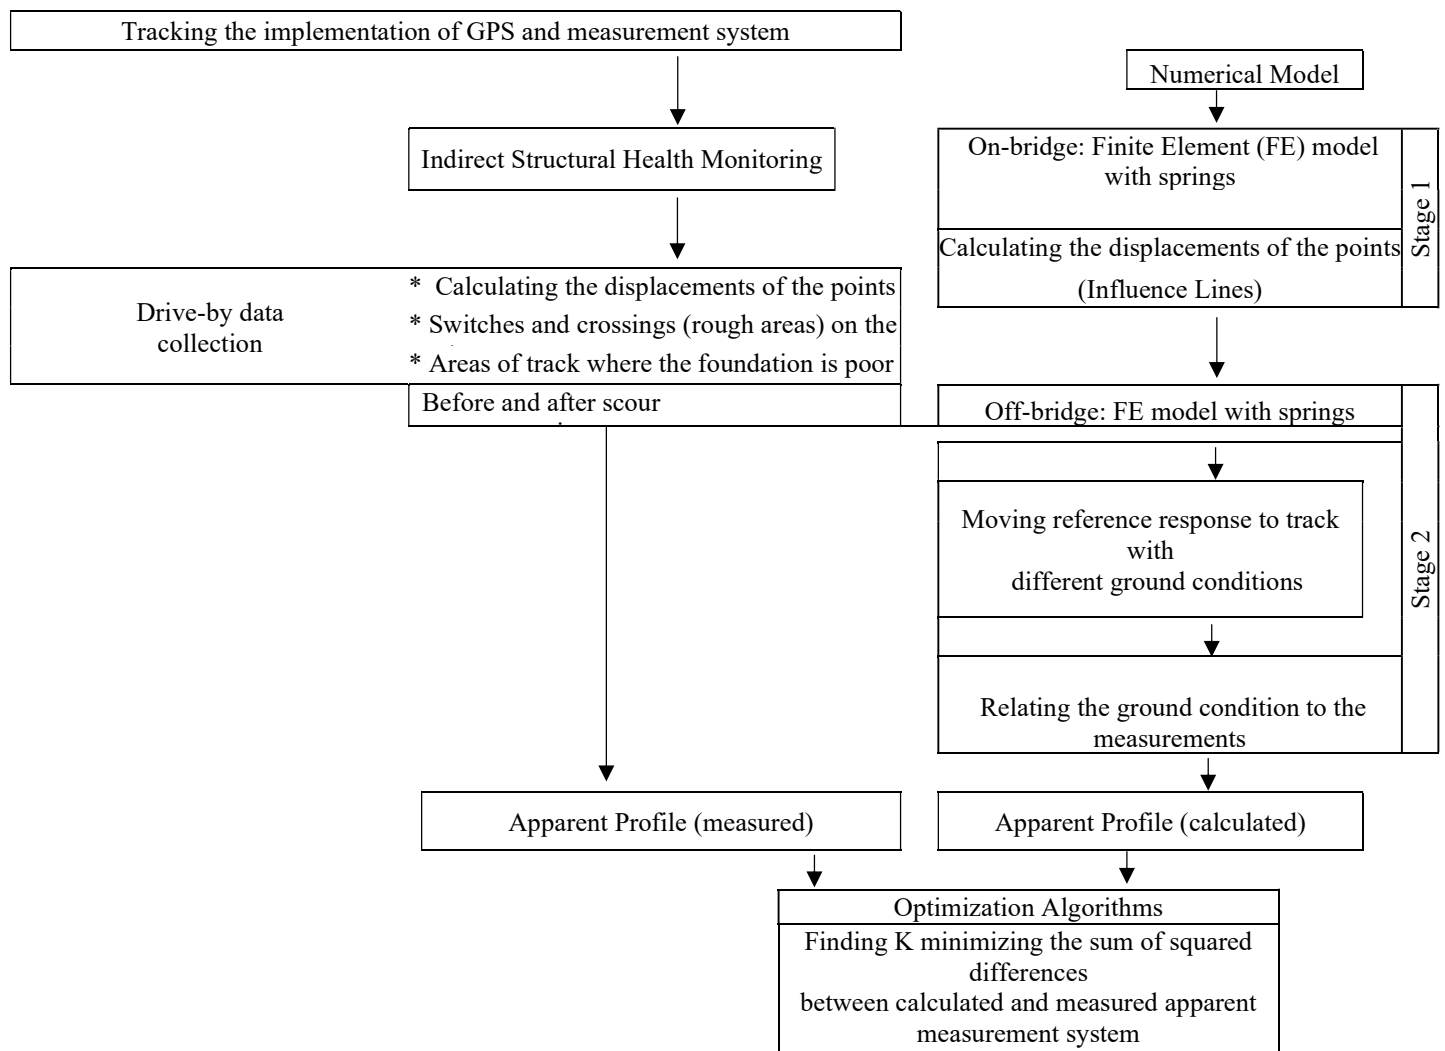 Tracking the implementation of GPS and measurement system
Indirect Structural Health Monitoring
Drive-by data
collection
* Calculating the displacements of the points
* Switches and crossings (rough areas) on the
* Areas of track where the foundation is poor
Before and after scour
Apparent Profile (measured)
Numerical Model
On-bridge: Finite Element (FE) model
with springs
Calculating the displacements of the points
(Influence Lines)
Stage 1
Off-bridge: FE model with springs
Moving reference response to track
with
different ground conditions
Relating the ground condition to the
measurements
Stage 2
Apparent Profile (calculated)
Optimization Algorithms
Finding K minimizing the sum of squared
differences
between calculated and measured apparent
measurement system